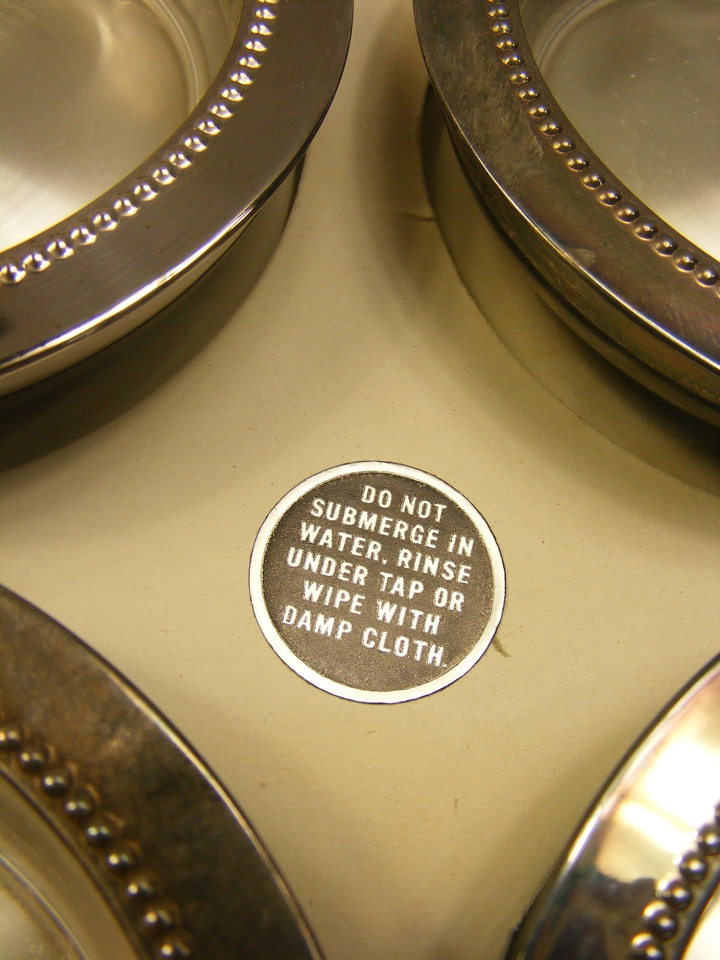 DO NOT
SUBMERGE IN
WATER. RINSE
UNDER TAP OR
WIPE WITH
DAMP CLOTH.